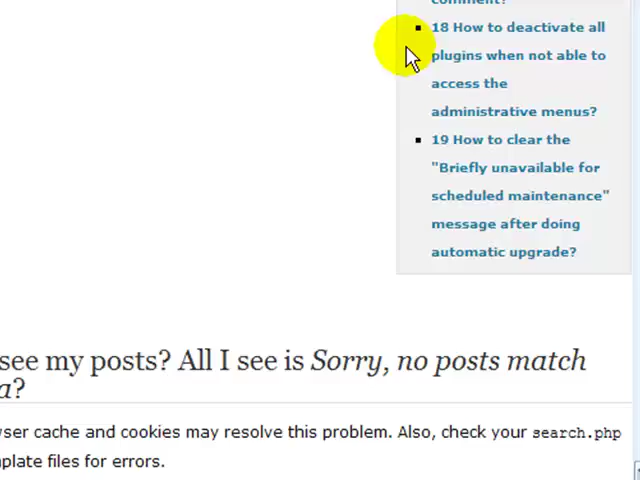 comment?
18 How to deactivate all
plugins when not able to
access the
administrative menus?
19 How to clear the
"Briefly unavailable for
scheduled maintenance"
message after doing
automatic upgrade?
see my posts? All I see is Sorry, no posts match
a?
wser cache and cookies may resolve this problem. Also, check your search.php
plate files for errors.